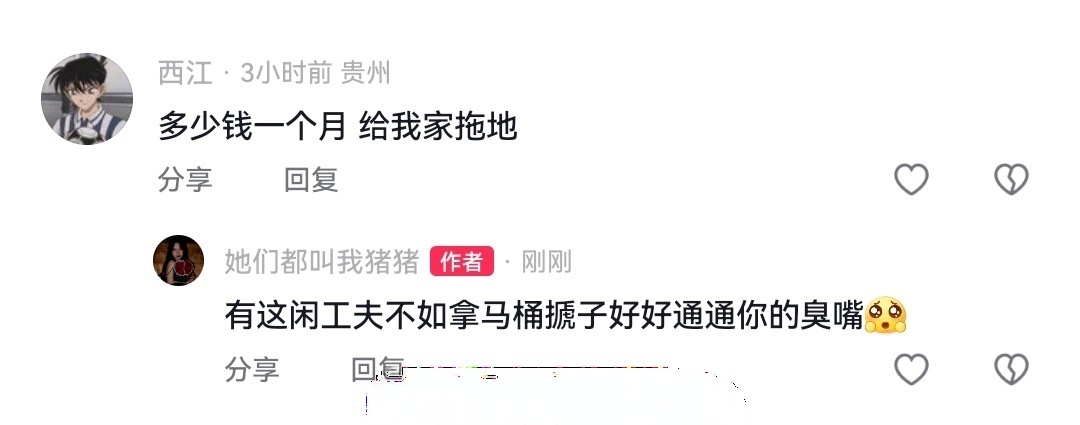 西江 · 3小时前 贵州
多少钱一个月 给我家拖地
分享 回复
她们都叫我猪猪 作者 · 刚刚
有这闲工夫不如拿马桶搋子好好通通你的臭嘴🥺
分享 回复